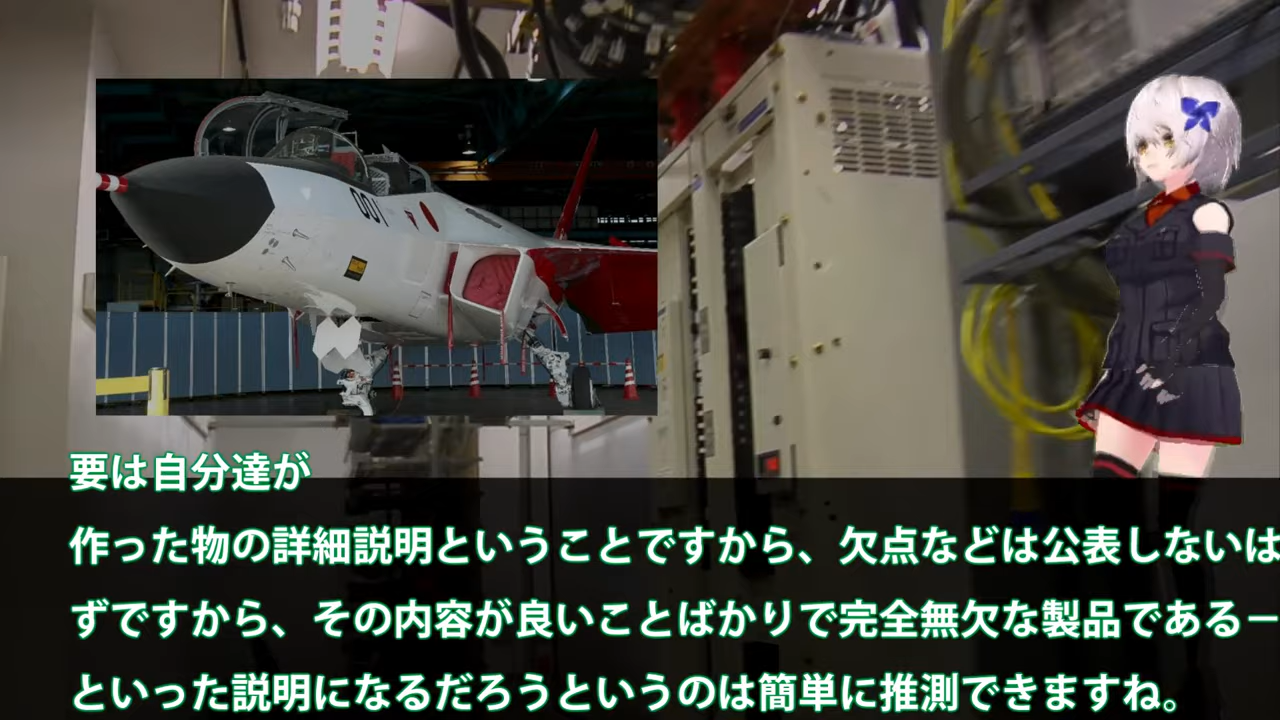 001
要は自分達が
作った物の詳細説明ということですから、欠点などは公表しないは
ずですから、その内容が良いことばかりで完全無欠な製品であるー
といった説明になるだろうというのは簡単に推測できますね。